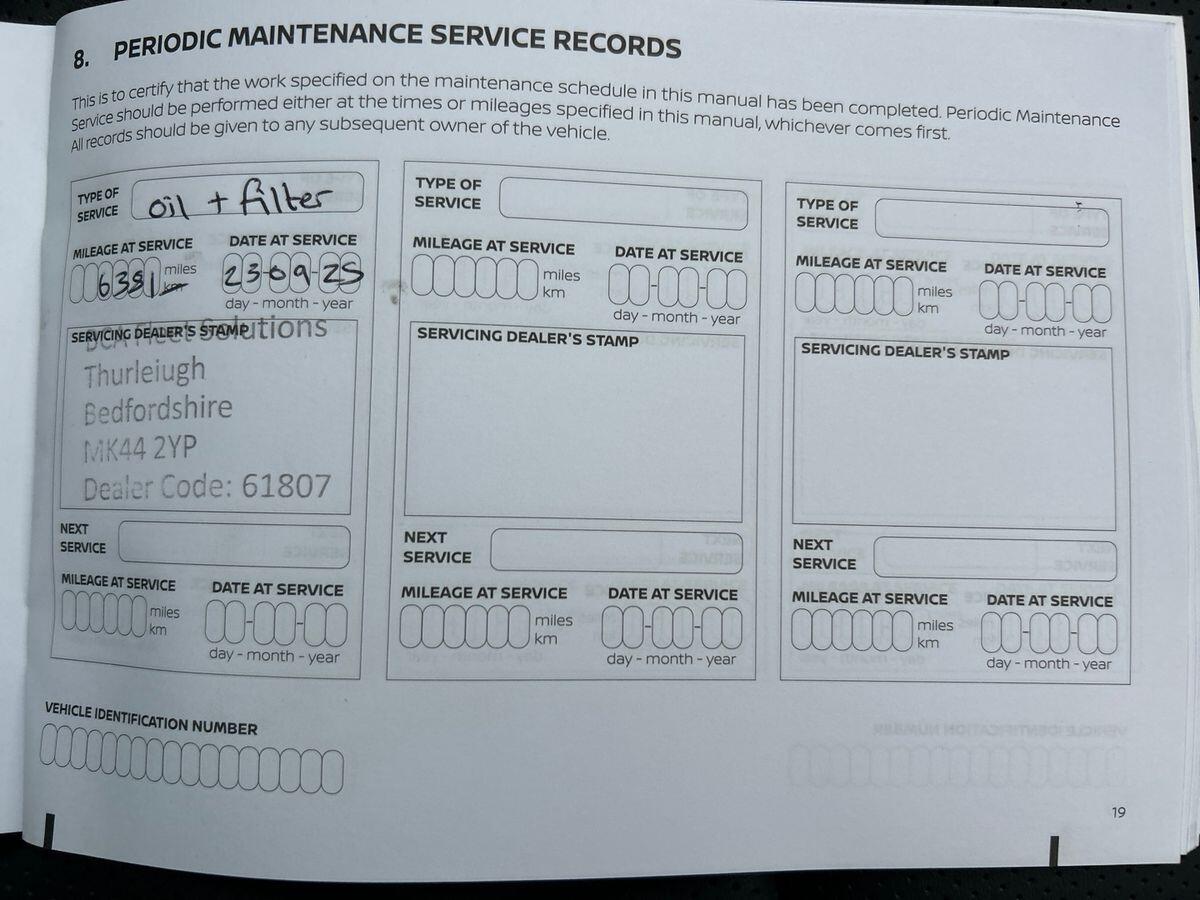 8. PERIODIC MAINTENANCE SERVICE RECORDS
This is to certify that the work specified on the maintenance schedule in this manual has been completed. Periodic Maintenance
Service should be performed either at the times or mileages specified in this manual, whichever comes first.
All records should be given to any subsequent owner of the vehicle.
TYPE OF
SERVICE
oil + filter
MILEAGE AT SERVICE
6381 miles
km
DATE AT SERVICE
23-09-25
day - month - year
SERVICING DEALER'S STAMP
BCA Fleet Solutions
Thurleiugh
Bedfordshire
MK44 2YP
Dealer Code: 61807
NEXT
SERVICE
MILEAGE AT SERVICE
miles
km
DATE AT SERVICE
day - month - year
TYPE OF
SERVICE
MILEAGE AT SERVICE
miles
km
DATE AT SERVICE
day - month - year
SERVICING DEALER'S STAMP
NEXT
SERVICE
MILEAGE AT SERVICE
miles
km
DATE AT SERVICE
day - month - year
TYPE OF
SERVICE
MILEAGE AT SERVICE
miles
km
DATE AT SERVICE
day - month - year
SERVICING DEALER'S STAMP
NEXT
SERVICE
MILEAGE AT SERVICE
miles
km
DATE AT SERVICE
day - month - year
VEHICLE IDENTIFICATION NUMBER
19